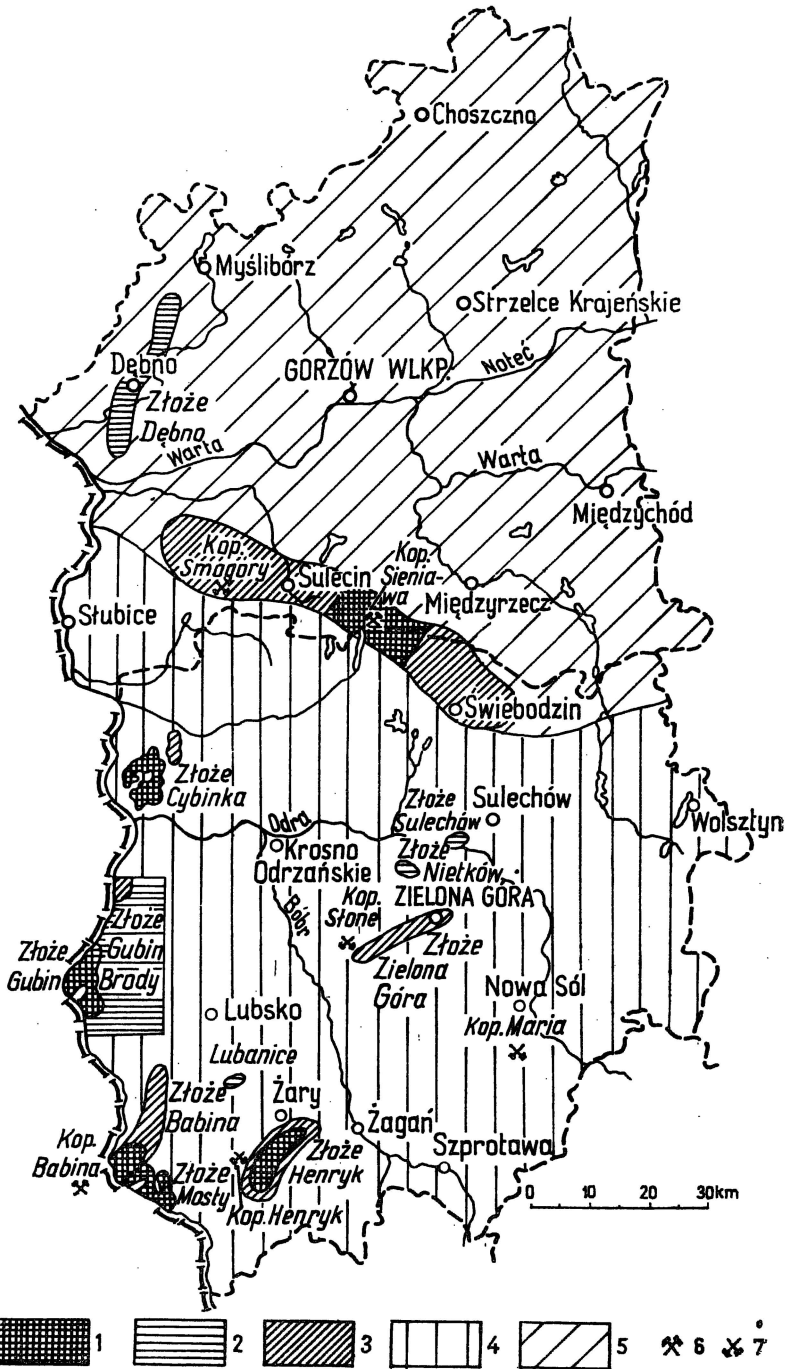 Choszczno
Myślibórz
Strzelce Krajeńskie
Dębno
GORZÓW WLKP.
Noteć
Złoże
Dębno
Warta
Warta
Międzychód
Kop.
Smogóry
Sulęcin
Kop.
Sienia-
wa
Międzyrzecz
Słubice
Świebodzin
Złoże
Cybinka
Złoże
Sulechów
Sulechów
Wolsztyn
Odra
Krosno
Odrzańskie
Złoże
Nietków
Bóbr
Kop.
Słone
ZIELONA GÓRA
Złoże
Zielona
Góra
Złoże
Gubin
Brody
Złoże
Gubin
Nowa Sól
Kop. Maria
Lubsko
Lubanice
Żary
Złoże
Babina
Żagań
Szprotawa
Kop.
Babina
Złoże
Mosty
Złoże
Henryk
Kop. Henryk
0 10 20 30km
1 2 3 4 5 6 7